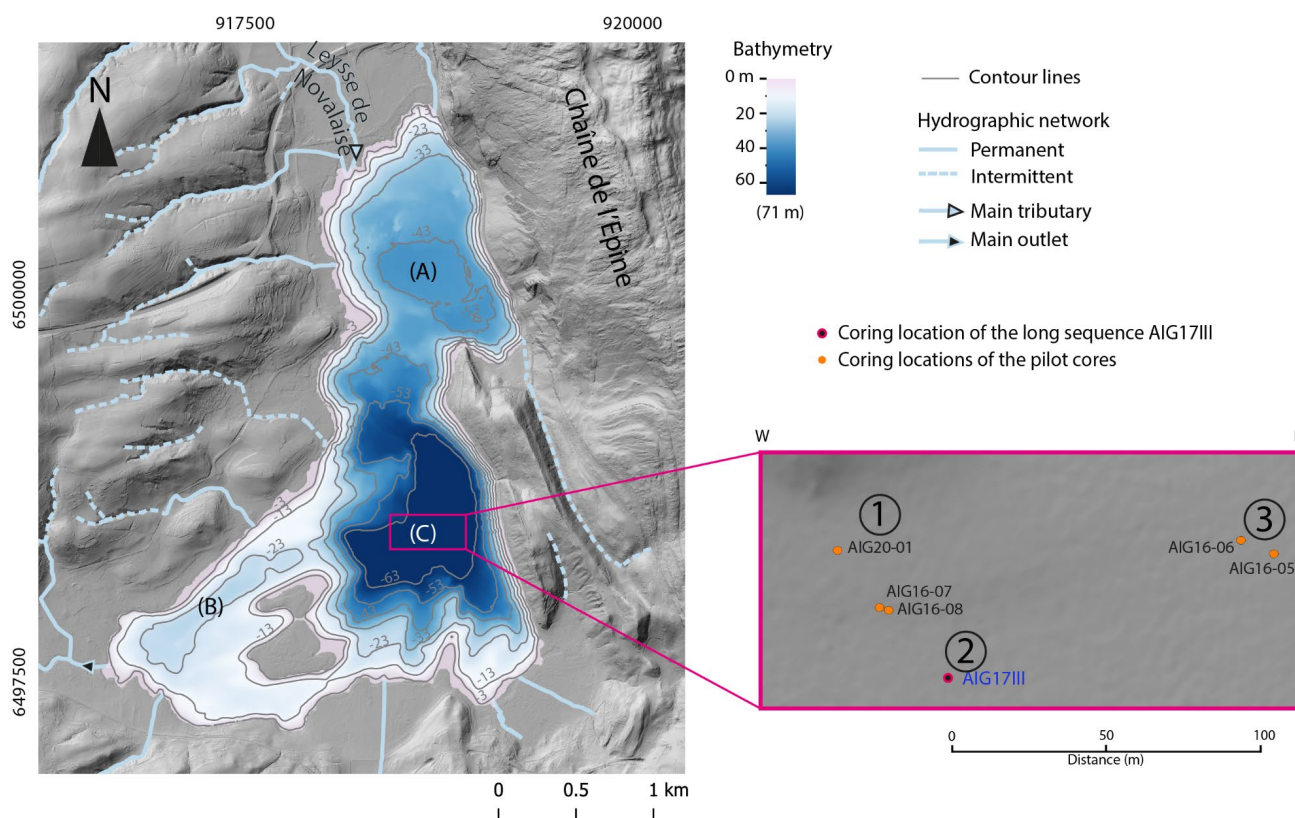 917500
920000
6500000
6497500
N
Leysse de
Novalaise
Chaîne de l'Epine
-13
-23
-33
-43
(A)
-3
-43
-53
-3
-13
-23
(C)
-63
-53
(B)
-13
-23
-33
-13
-3
0
0.5
1 km
Bathymetry
0 m
20
40
60
(71 m)
Contour lines
Hydrographic network
Permanent
Intermittent
Main tributary
Main outlet
Coring location of the long sequence AIG17III
Coring locations of the pilot cores
W
1
AIG20-01
3
AIG16-06
AIG16-05
AIG16-07
AIG16-08
2
AIG17III
0
50
100
Distance (m)